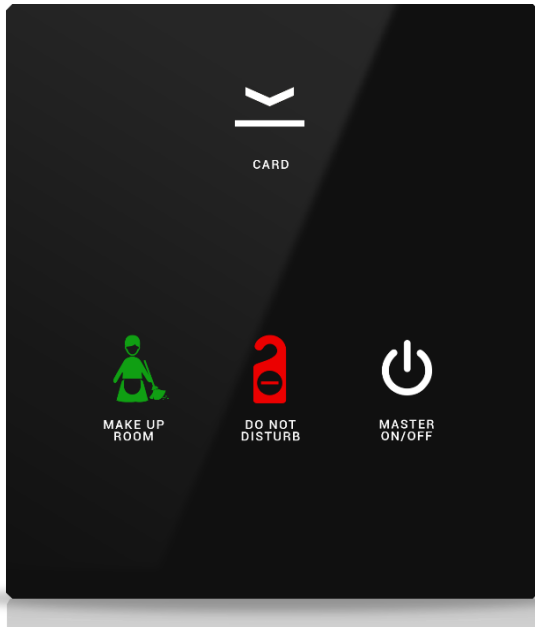 CARD
MAKE UP
ROOM
DO NOT
DISTURB
MASTER
ON/OFF